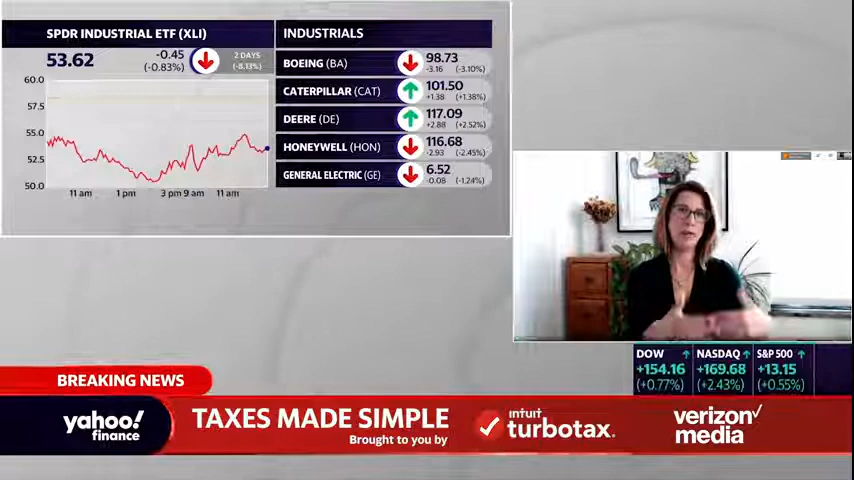 SPDR INDUSTRIAL ETF (XLI)
53.62
-0.45
(-0.83%)
2 DAYS
(-8.13%)
60.0
57.5
55.0
52.5
50.0
11 am 1 pm 3 pm 9 am 11 am
INDUSTRIALS
BOEING (BA) 98.73
-3.16 (-3.10%)
CATERPILLAR (CAT) 101.50
+1.38 (+1.38%)
DEERE (DE) 117.09
+2.88 (+2.52%)
HONEYWELL (HON) 116.68
-2.93 (-2.45%)
GENERAL ELECTRIC (GE) 6.52
-0.08 (-1.24%)
DOW NASDAQ S&P 500
+154.16 +169.68 +13.15
(+0.77%) (+2.43%) (+0.55%)
BREAKING NEWS
yahoo!
finance
TAXES MADE SIMPLE
Brought to you by
intuit
turbotax.
verizon
media